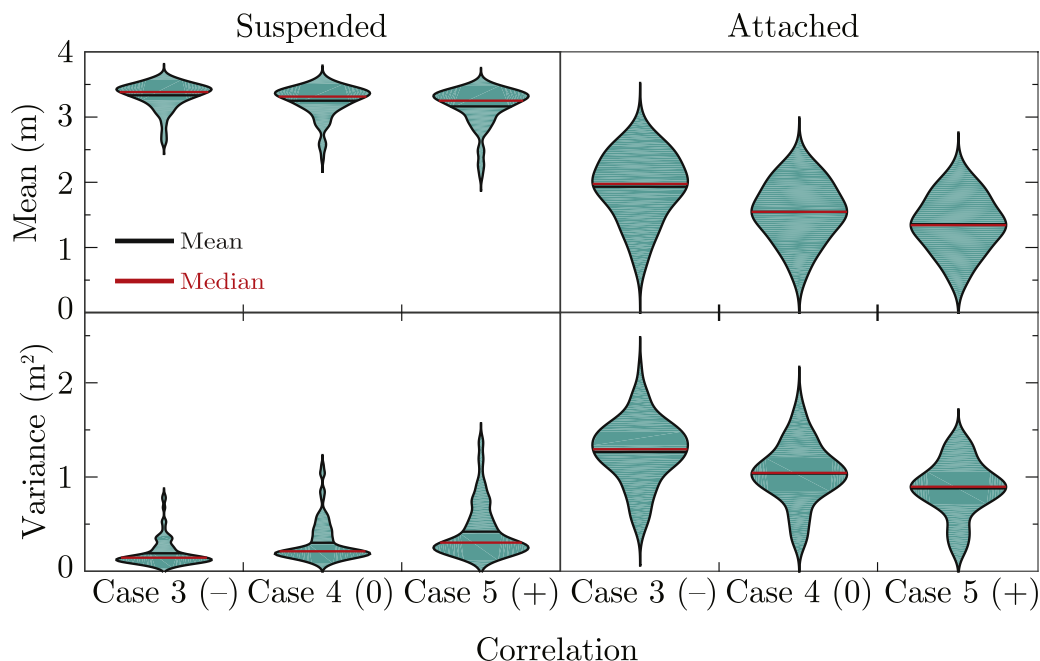 Suspended
Attached
Mean (m)
4
3
2
1
0
Mean
Median
Variance (m²)
2
1
0
Case 3 (–) Case 4 (0) Case 5 (+) Case 3 (–) Case 4 (0) Case 5 (+)
Correlation